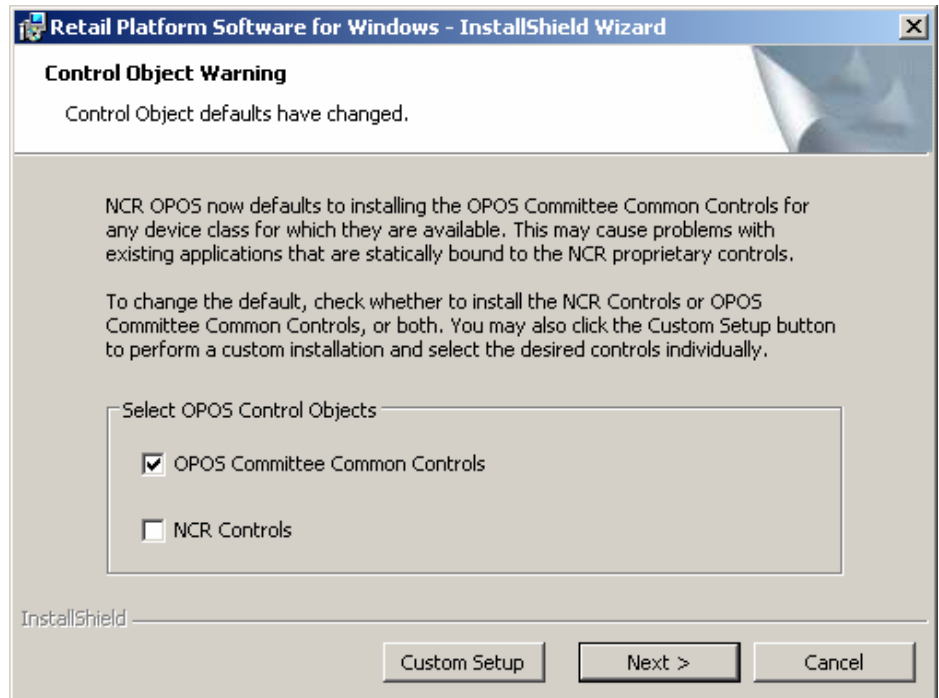 Retail Platform Software for Windows - InstallShield Wizard
Control Object Warning
Control Object defaults have changed.
NCR OPOS now defaults to installing the OPOS Committee Common Controls for
any device class for which they are available. This may cause problems with
existing applications that are statically bound to the NCR proprietary controls.
To change the default, check whether to install the NCR Controls or OPOS
Committee Common Controls, or both. You may also click the Custom Setup button
to perform a custom installation and select the desired controls individually.
Select OPOS Control Objects
OPOS Committee Common Controls
NCR Controls
InstallShield
Custom Setup
Next >
Cancel